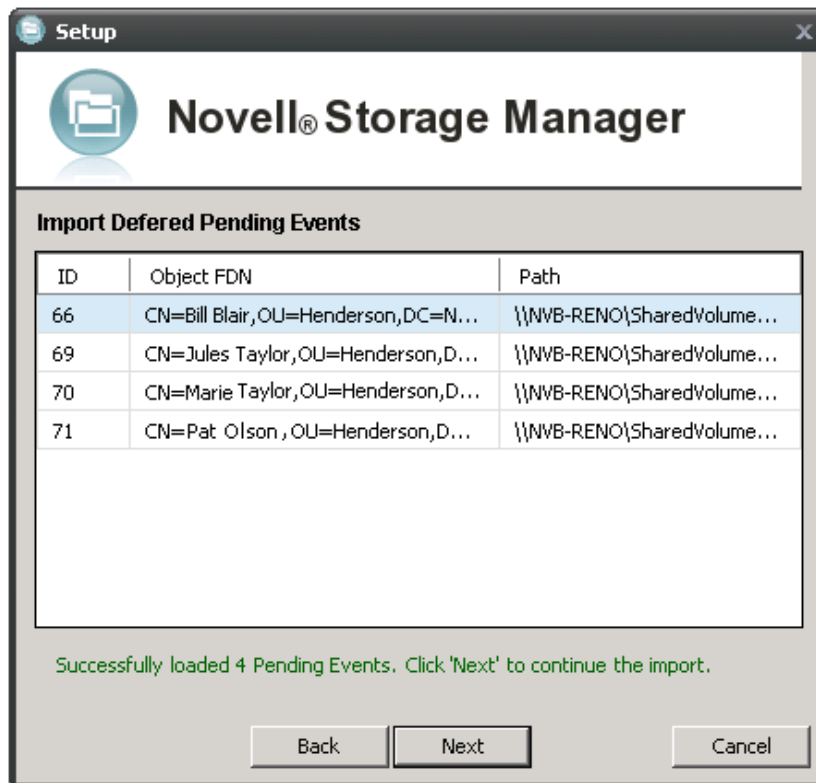 Setup
Novell® Storage Manager
Import Defered Pending Events
ID Object FDN Path
66 CN=Bill Blair,OU=Henderson,DC=N... \\NVB-RENO\SharedVolume...
69 CN=Jules Taylor,OU=Henderson,D... \\NVB-RENO\SharedVolume...
70 CN=Marie Taylor,OU=Henderson,D... \\NVB-RENO\SharedVolume...
71 CN=Pat Olson,OU=Henderson,D... \\NVB-RENO\SharedVolume...
Successfully loaded 4 Pending Events. Click 'Next' to continue the import.
Back Next Cancel